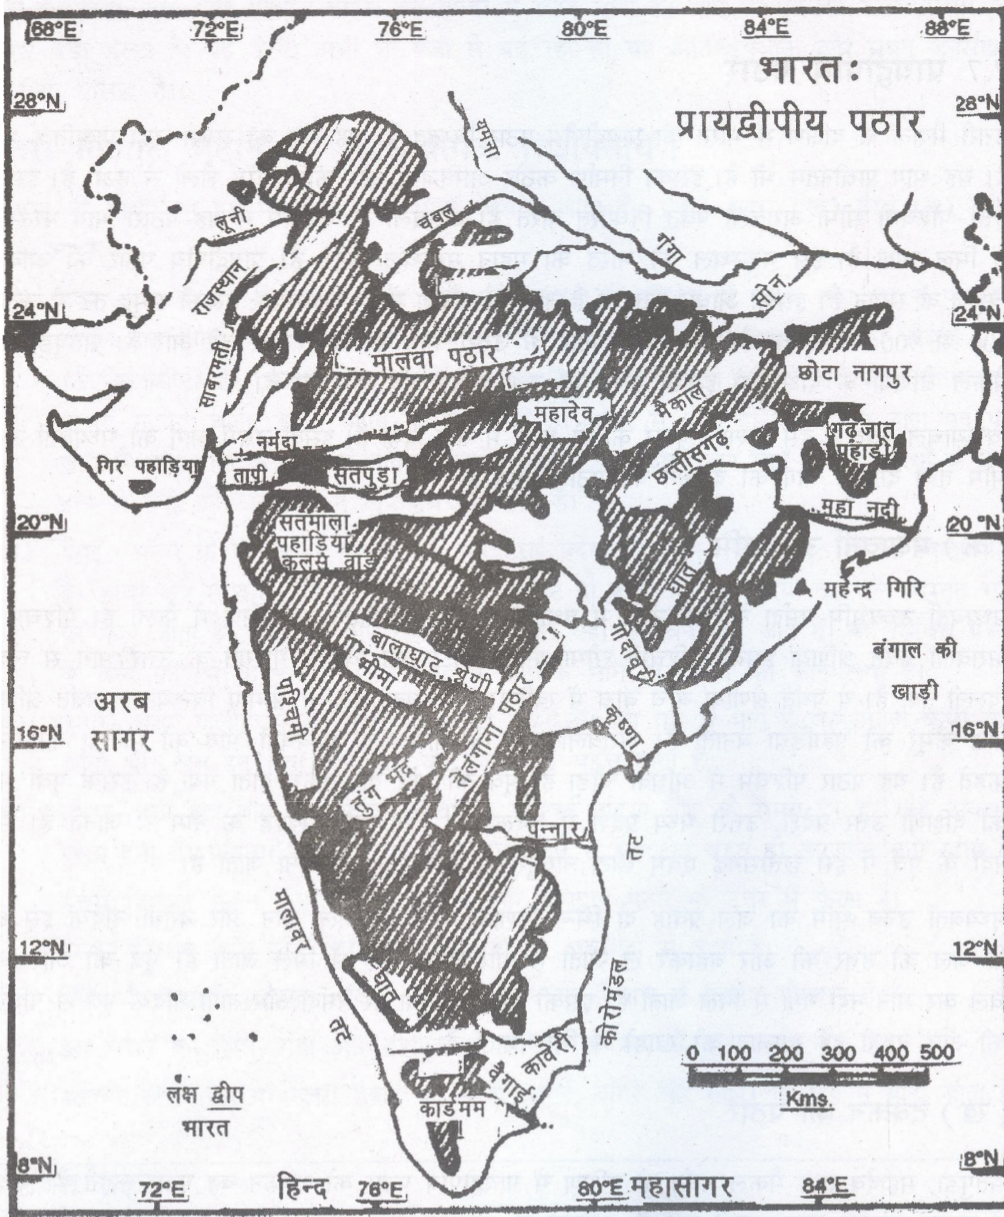 68°E 72°E 76°E 80°E 84°E 88°E
भारत:
प्रायद्वीपीय पठार
28°N 28°N
यमुना
लूनी
चंबल
गंगा
राजस्थान
सोन
24°N 24°N
साबरमती
मालवा पठार
छोटा नागपुर
महादेव
मैकाल
छत्तीसगढ़
गढ़जात
पहाड़ी
नर्मदा
गिर पहाड़िया
ताप्ती
सतपुड़ा
महा नदी
20°N 20°N
सतमाला
पहाड़िया
घाट
महेन्द्र गिरि
गोदावरी
बालाघाट श्रेणी
भीमा
बंगाल की
खाड़ी
अरब
सागर
पश्चिमी
तेलंगाना पठार
कृष्णा
16°N 16°N
तुंग
भद्रा
पेन्नार
तट
मालाबार
12°N 12°N
घाट
तट
कोरोमंडल
कावेरी
वैगाई
0 100 200 300 400 500
Kms.
लक्ष द्वीप
भारत
8°N 8°N
72°E हिन्द 76°E 80°E महासागर 84°E